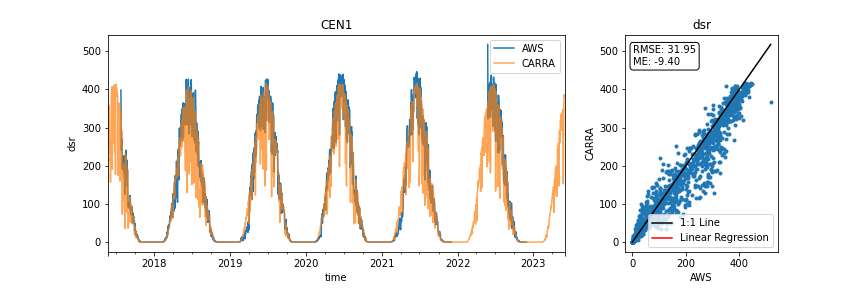 CEN1
dsr
500
400
300
200
100
0
dsr
AWS
CARRA
2018
2019
2020
2021
2022
2023
time
RMSE: 31.95
ME: -9.40
500
400
300
200
100
0
CARRA
1:1 Line
Linear Regression
0
200
400
AWS